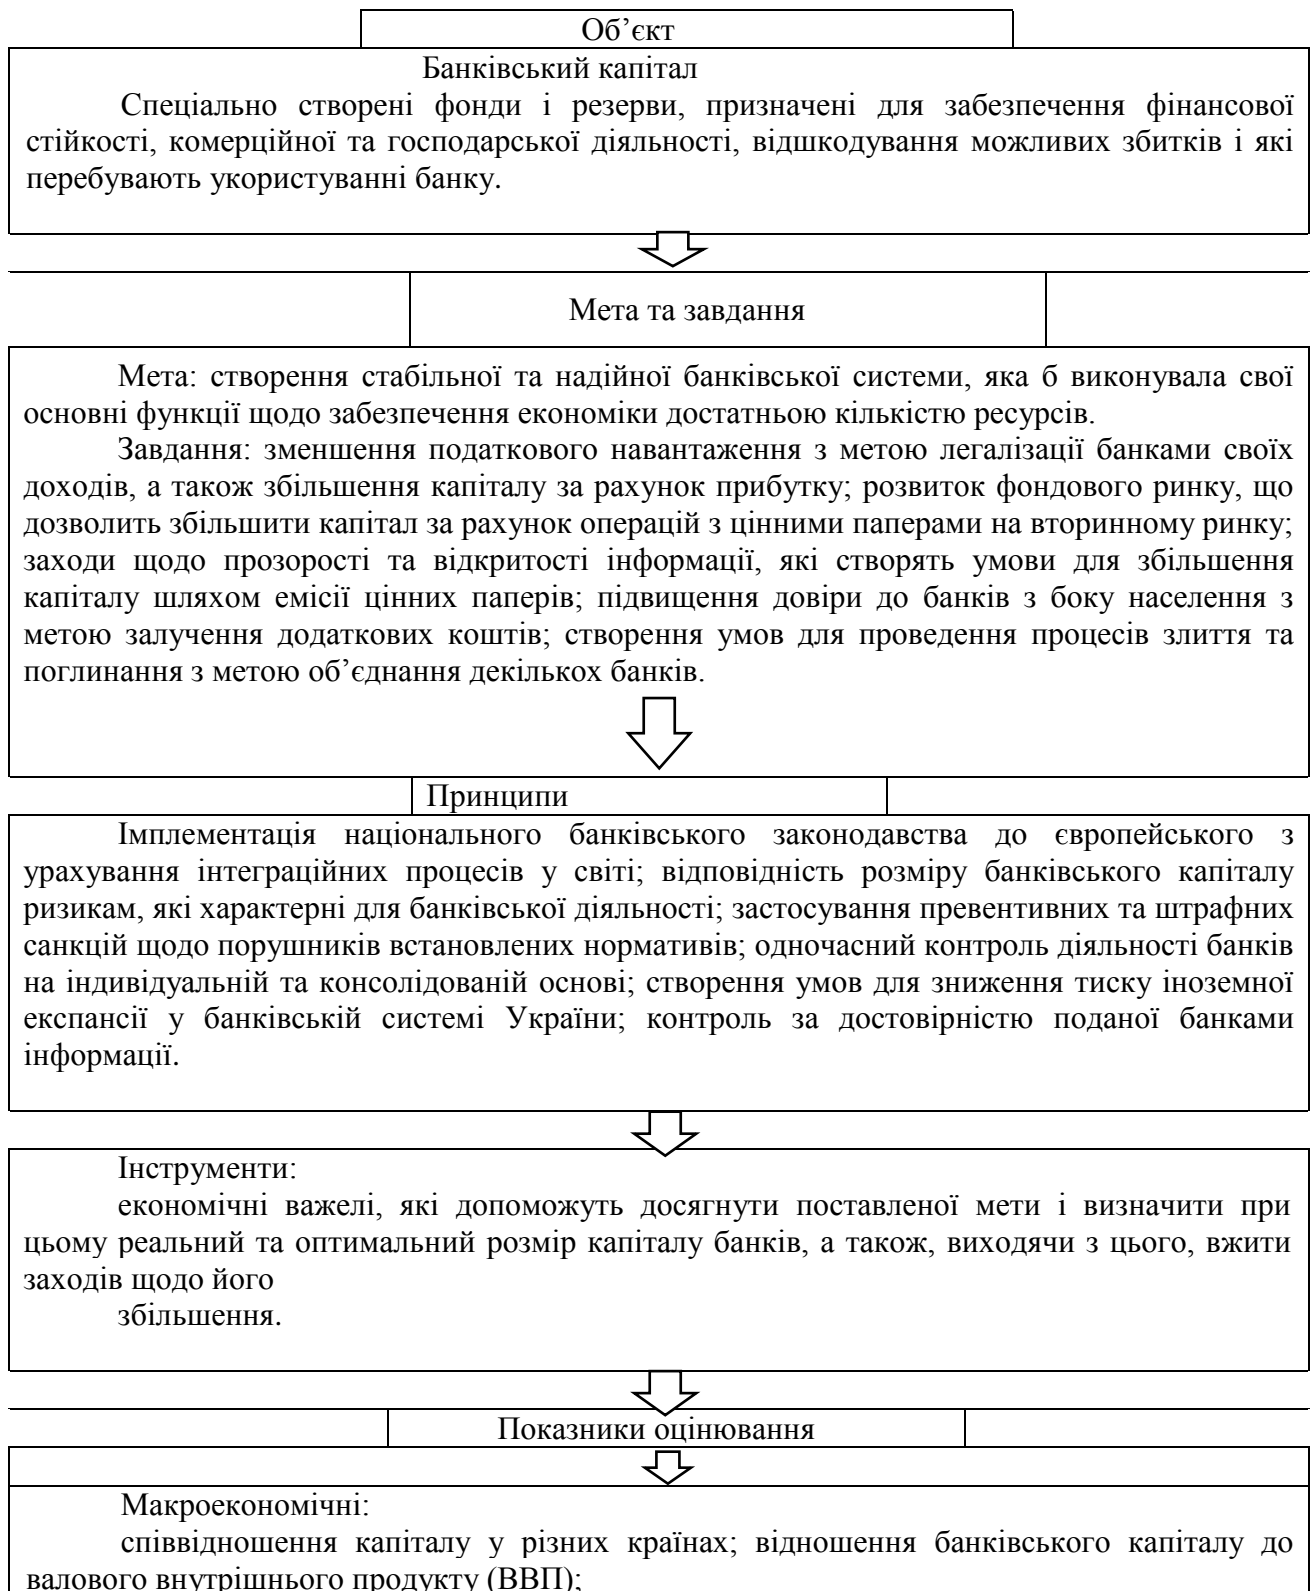 Об’єкт
Банківський капітал
Спеціально створені фонди і резерви, призначені для забезпечення фінансової
стійкості, комерційної та господарської діяльності, відшкодування можливих збитків і які
перебувають укористуванні банку.
Мета та завдання
Мета: створення стабільної та надійної банківської системи, яка б виконувала свої
основні функції щодо забезпечення економіки достатньою кількістю ресурсів.
Завдання: зменшення податкового навантаження з метою легалізації банками своїх
доходів, а також збільшення капіталу за рахунок прибутку; розвиток фондового ринку, що
дозволить збільшити капітал за рахунок операцій з цінними паперами на вторинному ринку;
заходи щодо прозорості та відкритості інформації, які створять умови для збільшення
капіталу шляхом емісії цінних паперів; підвищення довіри до банків з боку населення з
метою залучення додаткових коштів; створення умов для проведення процесів злиття та
поглинання з метою об’єднання декількох банків.
Принципи
Імплементація національного банківського законодавства до європейського з
урахування інтеграційних процесів у світі; відповідність розміру банківського капіталу
ризикам, які характерні для банківської діяльності; застосування превентивних та штрафних
санкцій щодо порушників встановлених нормативів; одночасний контроль діяльності банків
на індивідуальній та консолідованій основі; створення умов для зниження тиску іноземної
експансії у банківській системі України; контроль за достовірністю поданої банками
інформації.
Інструменти:
економічні важелі, які допоможуть досягнути поставленої мети і визначити при
цьому реальний та оптимальний розмір капіталу банків, а також, виходячи з цього, вжити
заходів щодо його
збільшення.
Показники оцінювання
Макроекономічні:
співвідношення капіталу у різних країнах; відношення банківського капіталу до
валового внутрішнього продукту (ВВП);